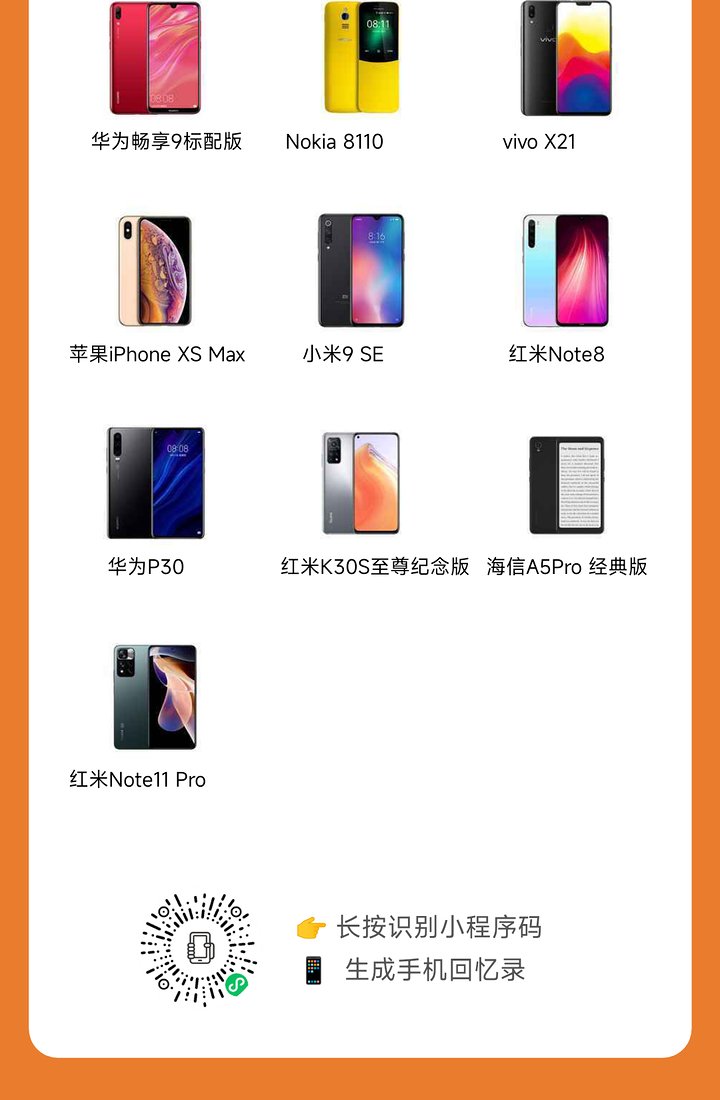 华为畅享9标配版
Nokia 8110
vivo X21
苹果iPhone XS Max
小米9 SE
红米Note8
华为P30
红米K30S至尊纪念版
海信A5Pro 经典版
红米Note11 Pro
长按识别小程序码
生成手机回忆录